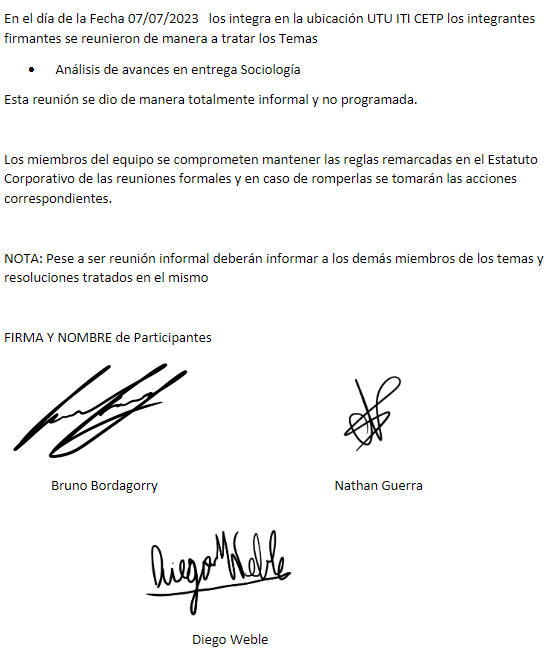 En el día de la Fecha 07/07/2023 los integra en la ubicación UTU ITI CETP los integrantes
firmantes se reunieron de manera a tratar los Temas
• Análisis de avances en entrega Sociología
Esta reunión se dio de manera totalmente informal y no programada.
Los miembros del equipo se comprometen mantener las reglas remarcadas en el Estatuto
Corporativo de las reuniones formales y en caso de romperlas se tomarán las acciones
correspondientes.
NOTA: Pese a ser reunión informal deberán informar a los demás miembros de los temas y
resoluciones tratados en el mismo
FIRMA Y NOMBRE de Participantes
Bruno Bordagorry
Nathan Guerra
Diego M Weble
Diego Weble